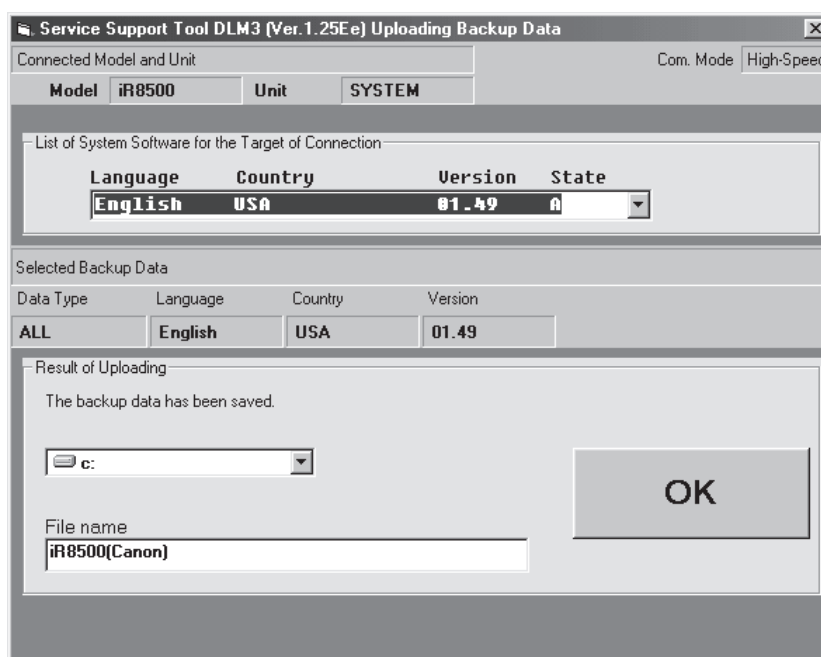 Service Support Tool DLM3 (Ver.1.25Ee) Uploading Backup Data
Connected Model and Unit Com. Mode High-Speed
Model iR8500 Unit SYSTEM
List of System Software for the Target of Connection
Language Country Version State
English USA 01.49 A
Selected Backup Data
Data Type Language Country Version
ALL English USA 01.49
Result of Uploading
The backup data has been saved.
c:
OK
File name
iR8500(Canon)